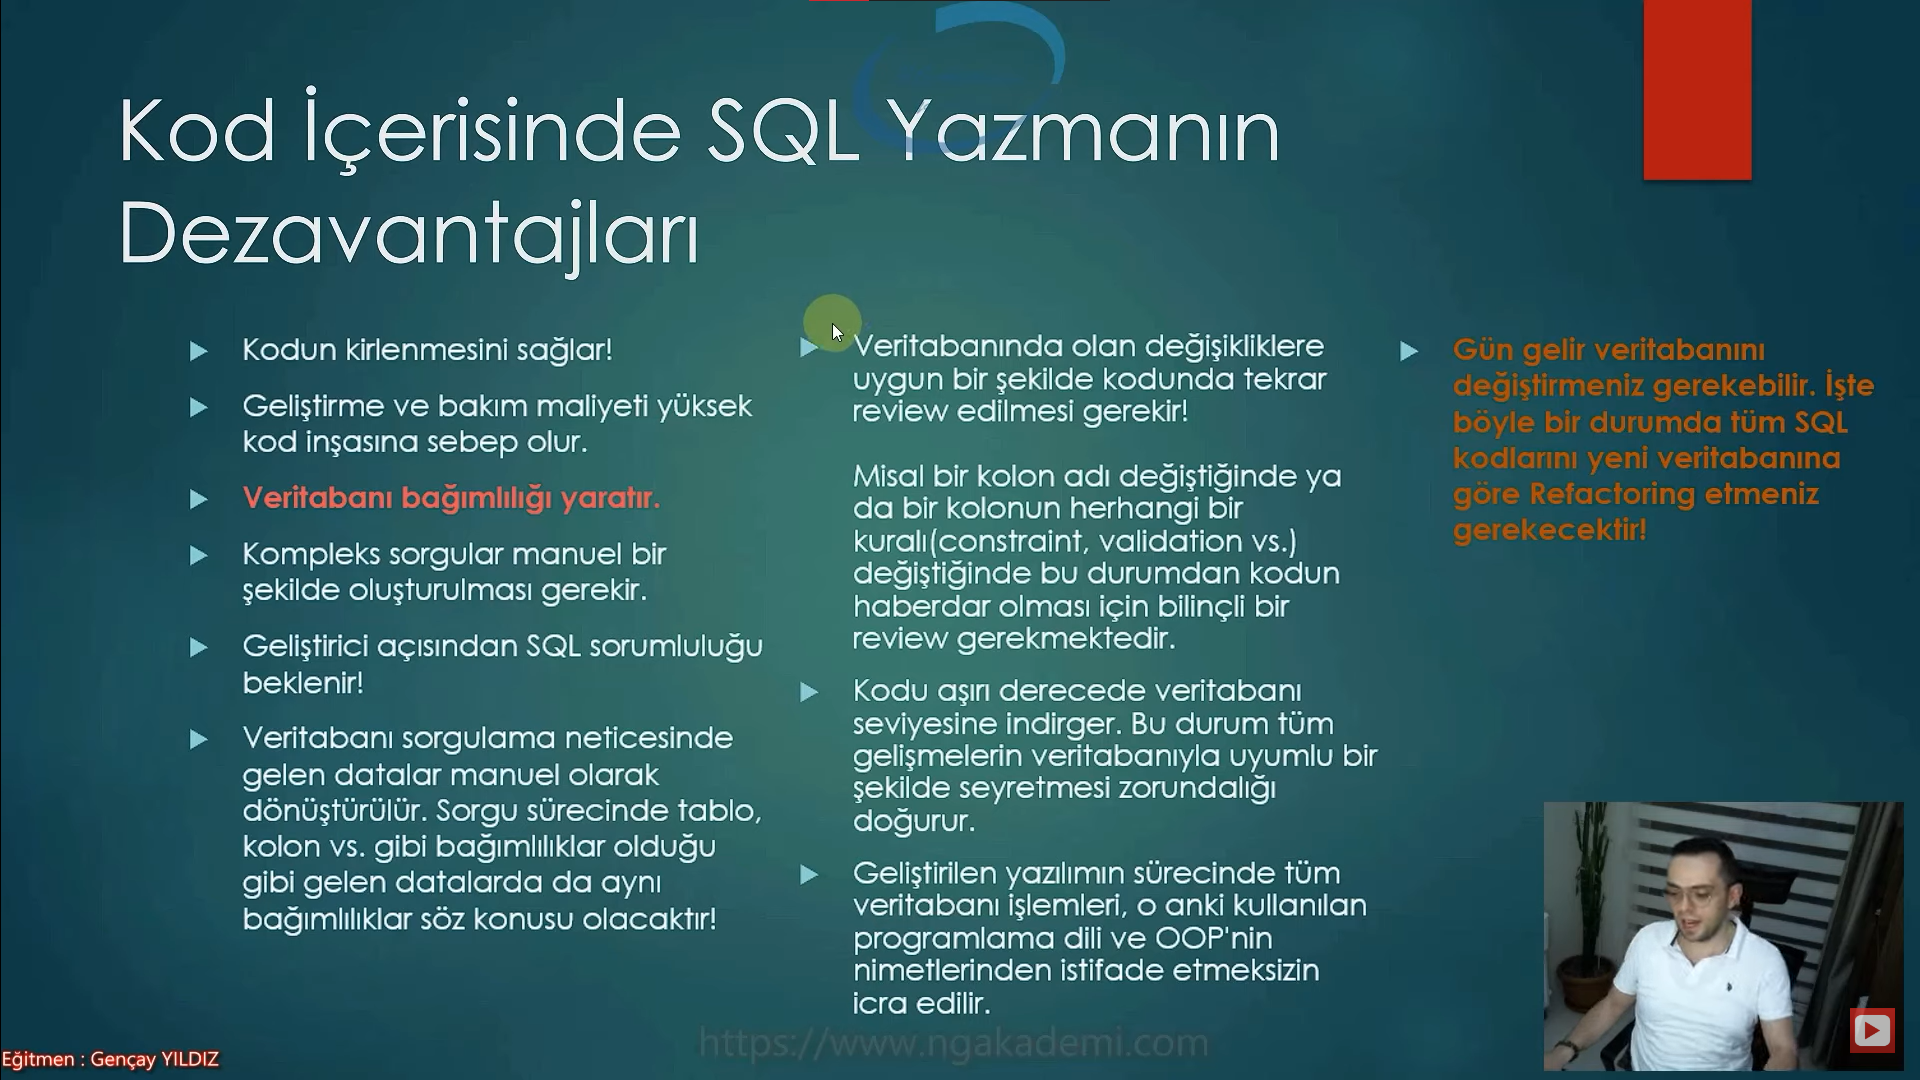 Kod İçerisinde SQL Yazmanın
Dezavantajları
Kodun kirlenmesini sağlar!
Geliştirme ve bakım maliyeti yüksek
kod inşasına sebep olur.
Veritabanı bağımlılığı yaratır.
Kompleks sorgular manuel bir
şekilde oluşturulması gerekir.
Geliştirici açısından SQL sorumluluğu
beklenir!
Veritabanı sorgulama neticesinde
gelen datalar manuel olarak
dönüştürülür. Sorgu sürecinde tablo,
kolon vs. gibi bağımlılıklar olduğu
gibi gelen datalarda da aynı
bağımlılıklar söz konusu olacaktır!
Veritabanında olan değişikliklere
uygun bir şekilde kodunda tekrar
review edilmesi gerekir!
Misal bir kolon adı değiştiğinde ya
da bir kolonun herhangi bir
kuralı(constraint, validation vs.)
değiştiğinde bu durumdan kodun
haberdar olması için bilinçli bir
review gerekmektedir.
Kodu aşırı derecede veritabanı
seviyesine indirger. Bu durum tüm
gelişmelerin veritabanıyla uyumlu bir
şekilde seyretmesi zorundalığı
doğurur.
Geliştirilen yazılımın sürecinde tüm
veritabanı işlemleri, o anki kullanılan
programlama dili ve OOP'nin
nimetlerinden istifade etmeksizin
icra edilir.
Gün gelir veritabanını
değiştirmeniz gerekebilir. İşte
böyle bir durumda tüm SQL
kodlarını yeni veritabanına
göre Refactoring etmeniz
gerekecektir!
https://www.ngakademi.com
Eğitmen : Gençay YILDIZ